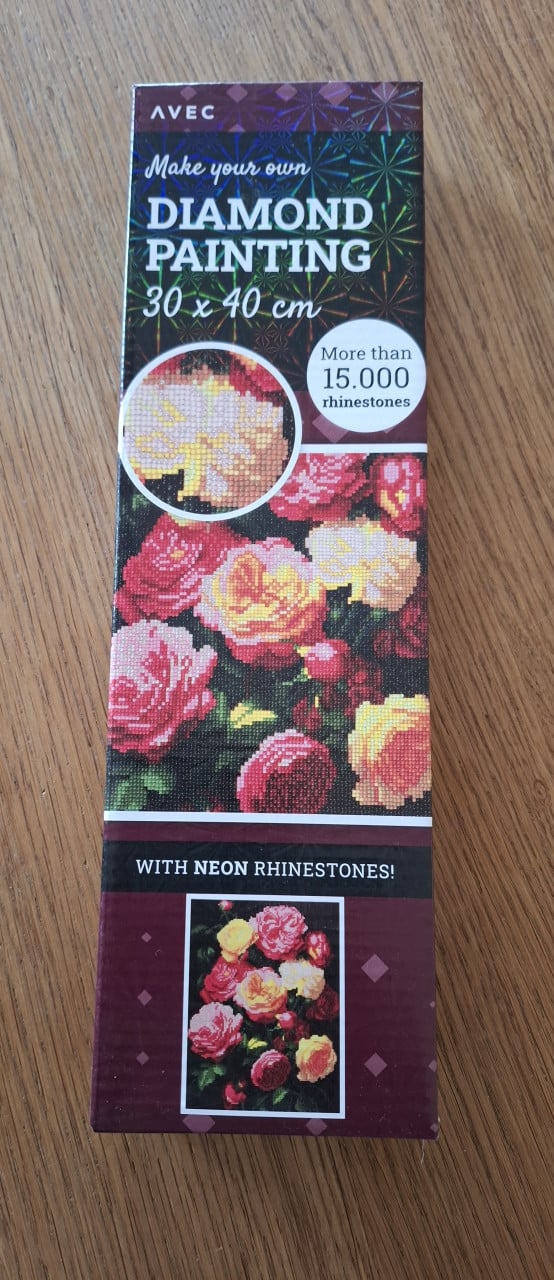 AVEC
Make your own
DIAMOND
PAINTING
30 x 40 cm
More than
15.000
rhinestones
WITH NEON RHINESTONES!